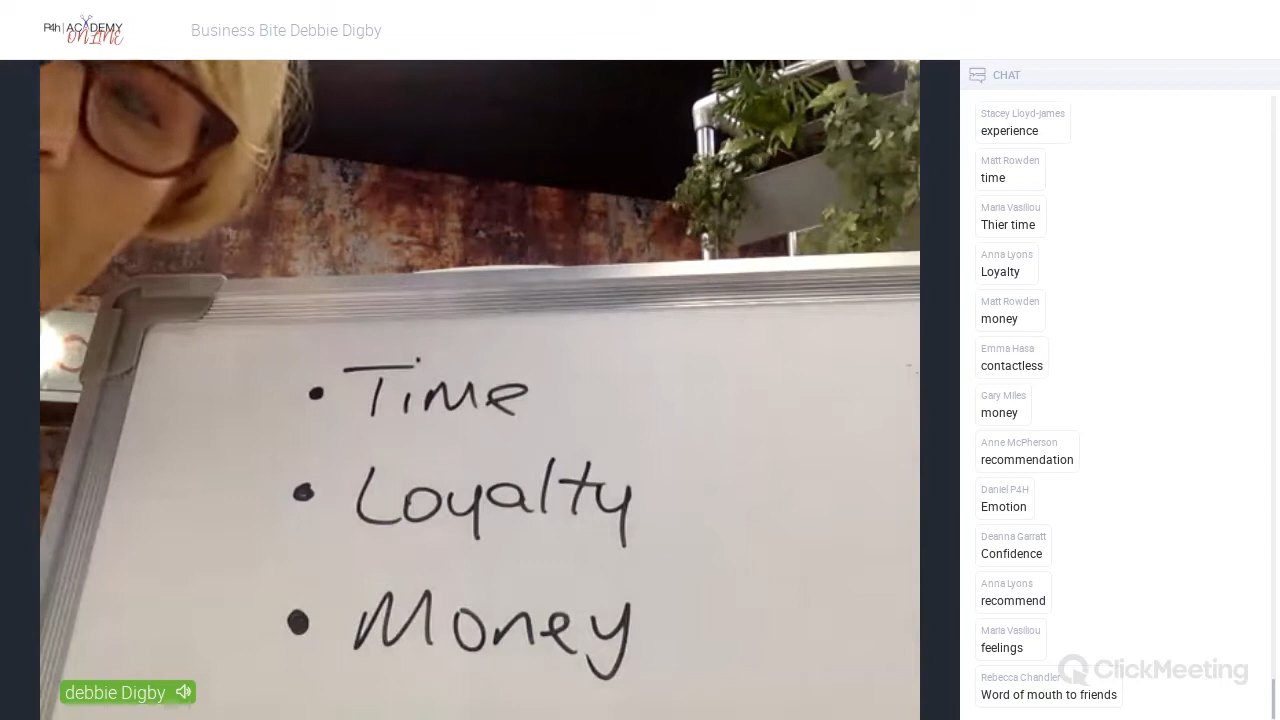 P4h | ACADEMY
ONLINE
Business Bite Debbie Digby
• Time
• Loyalty
• Money
debbie Digby
CHAT
Stacey Lloyd-james
experience
Matt Rowden
time
Maria Vasiliou
Thier time
Anna Lyons
Loyalty
Matt Rowden
money
Emma Hasa
contactless
Gary Miles
money
Anne McPherson
recommendation
Daniel P4H
Emotion
Deanna Garratt
Confidence
Anna Lyons
recommend
Maria Vasiliou
feelings
Rebecca Chandler
Word of mouth to friends
ClickMeeting